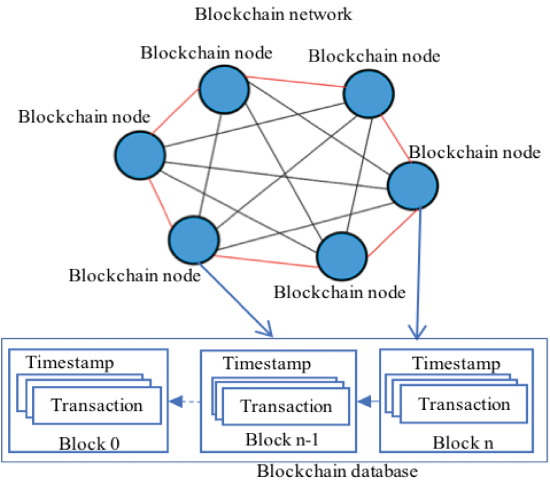 Blockchain network
Blockchain node
Blockchain node
Blockchain node
Blockchain node
Blockchain node
Blockchain node
Timestamp
Transaction
Block 0
Timestamp
Transaction
Block n-1
Timestamp
Transaction
Block n
Blockchain database